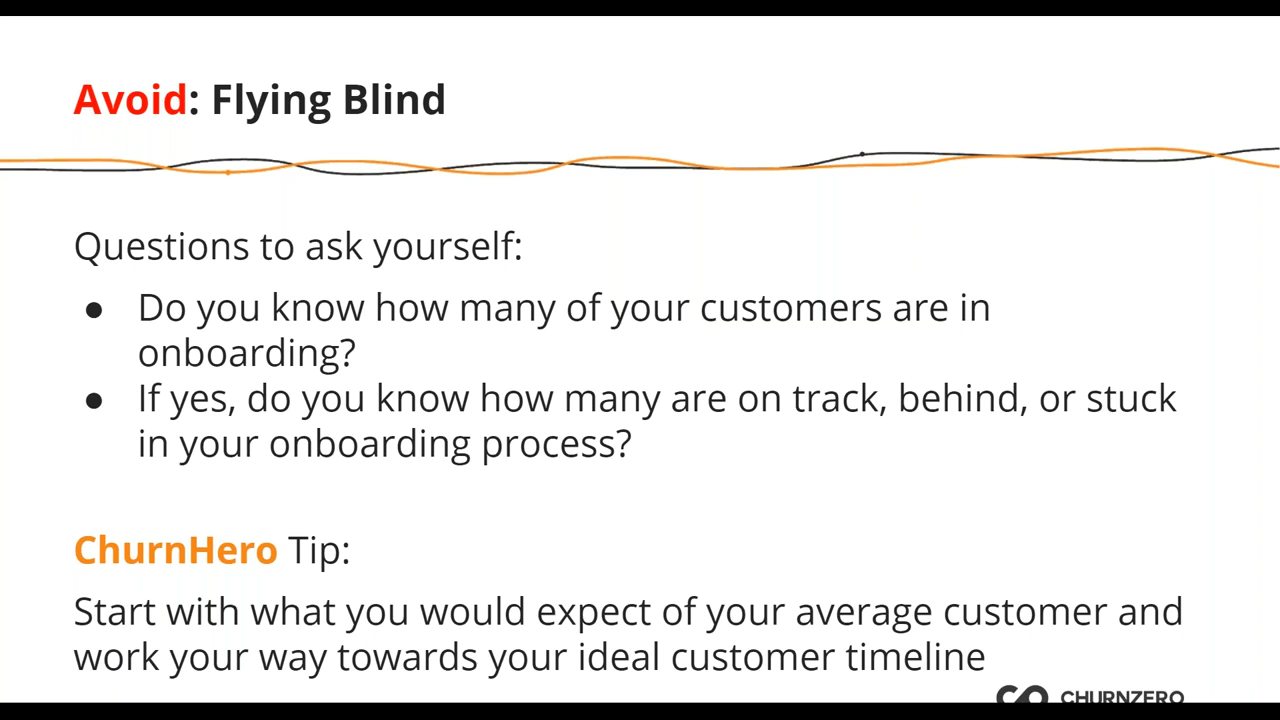 Avoid: Flying Blind
Questions to ask yourself:
● Do you know how many of your customers are in
onboarding?
● If yes, do you know how many are on track, behind, or stuck
in your onboarding process?
ChurnHero Tip:
Start with what you would expect of your average customer and
work your way towards your ideal customer timeline
CHURNZERO